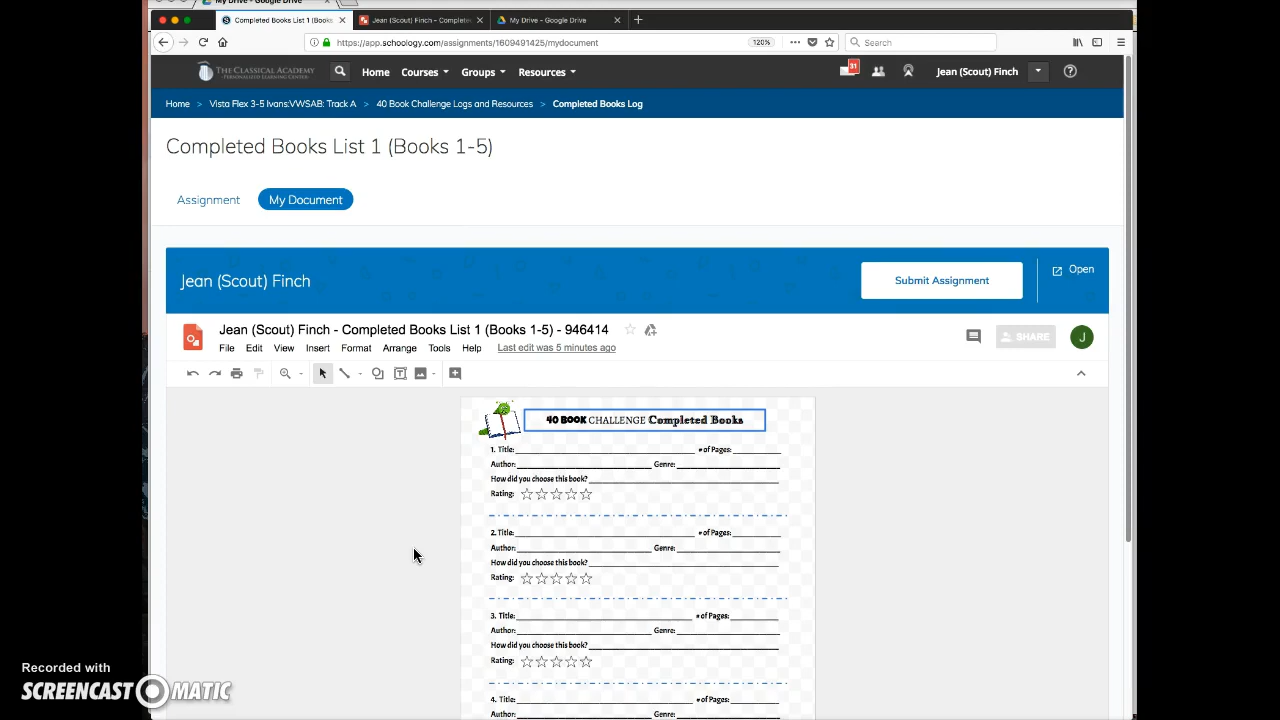 My Drive - Google Drive
Completed Books List 1 (Books
Jean (Scout) Finch - Complete
My Drive - Google Drive
https://app.schoology.com/assignments/1609491425/mydocument
120%
Search
THE CLASSICAL ACADEMY
PERSONALIZED LEARNING CENTER
Home
Courses
Groups
Resources
31
Jean (Scout) Finch
Home > Vista Flex 3-5 Ivans:VWSAB: Track A > 40 Book Challenge Logs and Resources > Completed Books Log
Completed Books List 1 (Books 1-5)
Assignment
My Document
Jean (Scout) Finch
Submit Assignment
Open
Jean (Scout) Finch - Completed Books List 1 (Books 1-5) - 946414
File Edit View Insert Format Arrange Tools Help Last edit was 5 minutes ago
SHARE
J
40 BOOK CHALLENGE Completed Books
1. Title: # of Pages:
Author: Genre:
How did you choose this book?
Rating:
2. Title: # of Pages:
Author: Genre:
How did you choose this book?
Rating:
3. Title: # of Pages:
Author: Genre:
How did you choose this book?
Rating:
4. Title: # of Pages:
Author: Genre:
Recorded with
SCREENCAST-O-MATIC